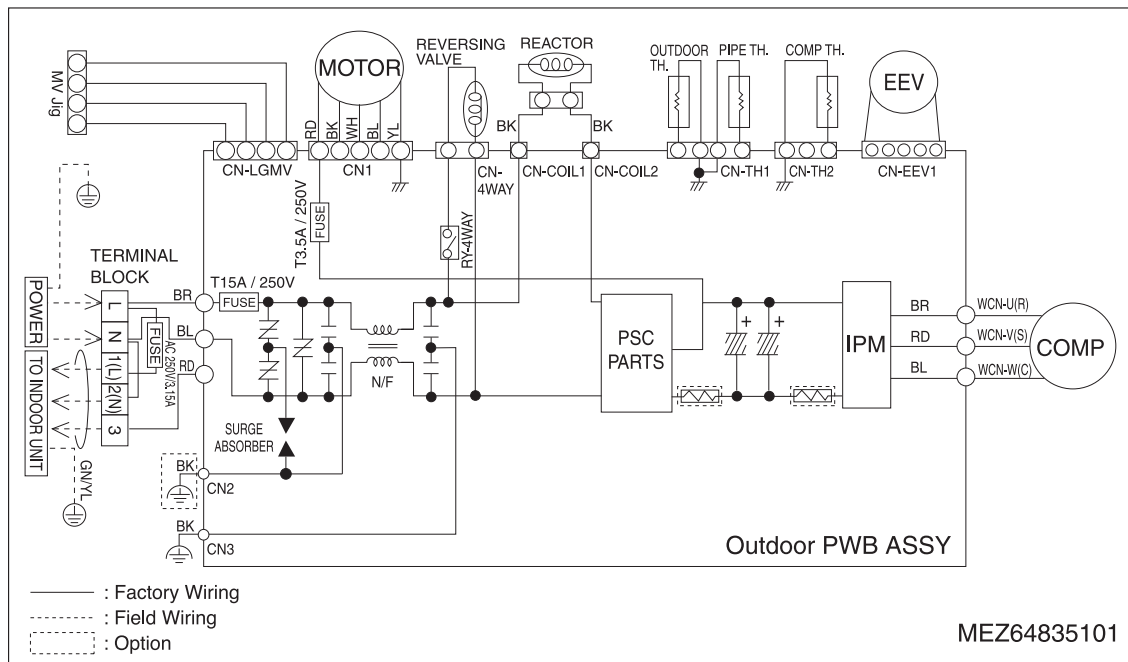 MV Jig
MOTOR
REVERSING
VALVE
REACTOR
OUTDOOR
TH.
PIPE TH.
COMP TH.
EEV
RD
BK
WH
BL
YL
BK
BK
CN-LGMV
CN1
CN-
4WAY
CN-COIL1
CN-COIL2
CN-TH1
CN-TH2
CN-EEV1
T3.5A / 250V
FUSE
RY-4WAY
TERMINAL
BLOCK
POWER
TO INDOOR UNIT
L
N
1(L)
2(N)
3
FUSE
AC 250V/3.15A
BR
BL
RD
T15A / 250V
FUSE
N/F
SURGE
ABSORBER
PSC
PARTS
+
+
IPM
BR
RD
BL
WCN-U(R)
WCN-V(S)
WCN-W(C)
COMP
GN/YL
BK
CN2
BK
CN3
Outdoor PWB ASSY
: Factory Wiring
: Field Wiring
: Option
MEZ64835101